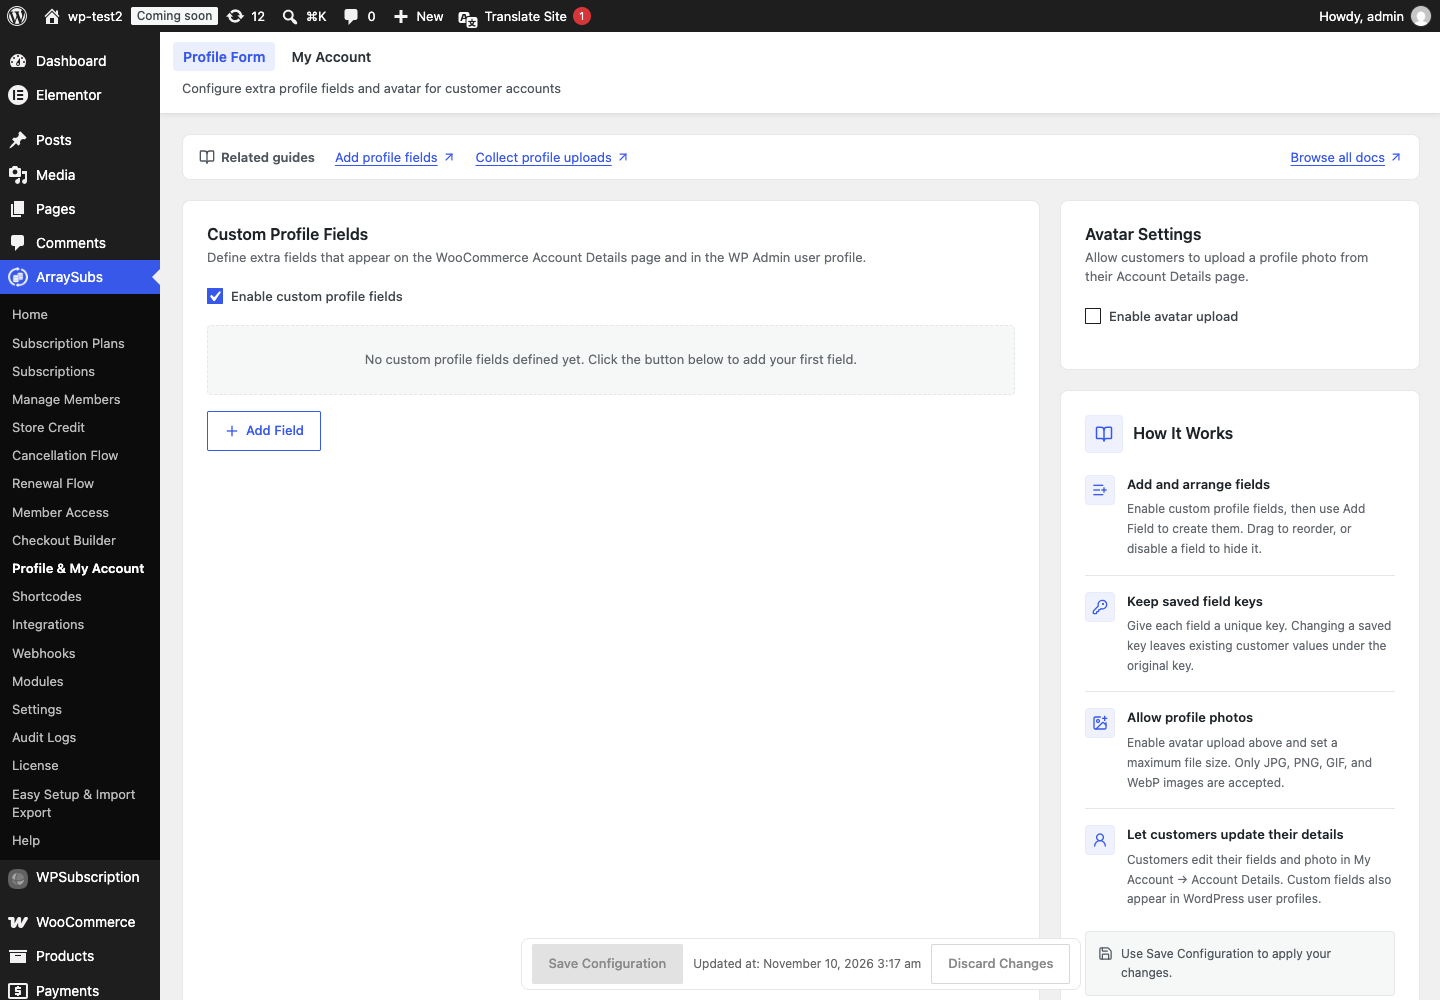 wp-test2
Coming soon
12
⌘K
0
New
Translate Site
1
Howdy, admin
Dashboard
Elementor
Posts
Media
Pages
Comments
ArraySubs
Home
Subscription Plans
Subscriptions
Manage Members
Store Credit
Cancellation Flow
Renewal Flow
Member Access
Checkout Builder
Profile & My Account
Shortcodes
Integrations
Webhooks
Modules
Settings
Audit Logs
License
Easy Setup & Import
Export
Help
WPSubscription
WooCommerce
Products
Payments
Profile Form
My Account
Configure extra profile fields and avatar for customer accounts
Related guides
Add profile fields
Collect profile uploads
Browse all docs
Custom Profile Fields
Define extra fields that appear on the WooCommerce Account Details page and in the WP Admin user profile.
Enable custom profile fields
No custom profile fields defined yet. Click the button below to add your first field.
Add Field
Avatar Settings
Allow customers to upload a profile photo from
their Account Details page.
Enable avatar upload
How It Works
Add and arrange fields
Enable custom profile fields, then use Add
Field to create them. Drag to reorder, or
disable a field to hide it.
Keep saved field keys
Give each field a unique key. Changing a saved
key leaves existing customer values under the
original key.
Allow profile photos
Enable avatar upload above and set a
maximum file size. Only JPG, PNG, GIF, and
WebP images are accepted.
Let customers update their details
Customers edit their fields and photo in My
Account → Account Details. Custom fields also
appear in WordPress user profiles.
Use Save Configuration to apply your
changes.
Save Configuration
Updated at: November 10, 2026 3:17 am
Discard Changes